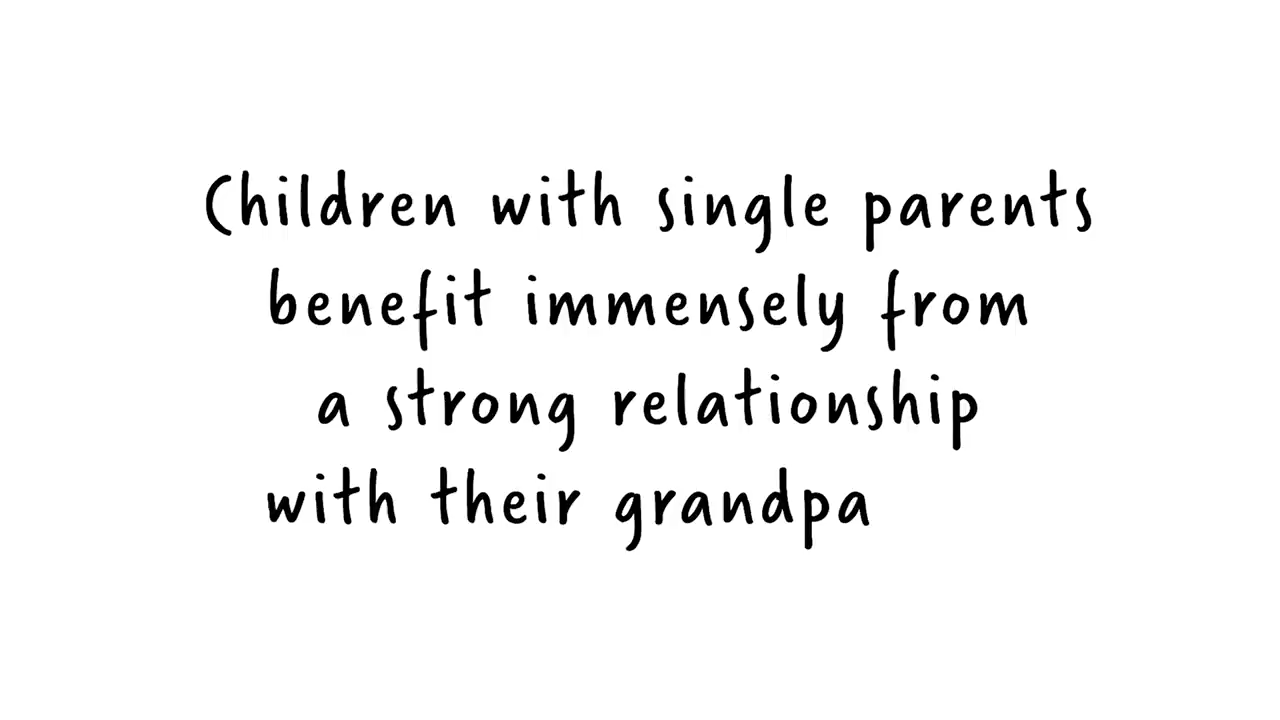 Children with single parents
benefit immensely from
a strong relationship
with their grandpa